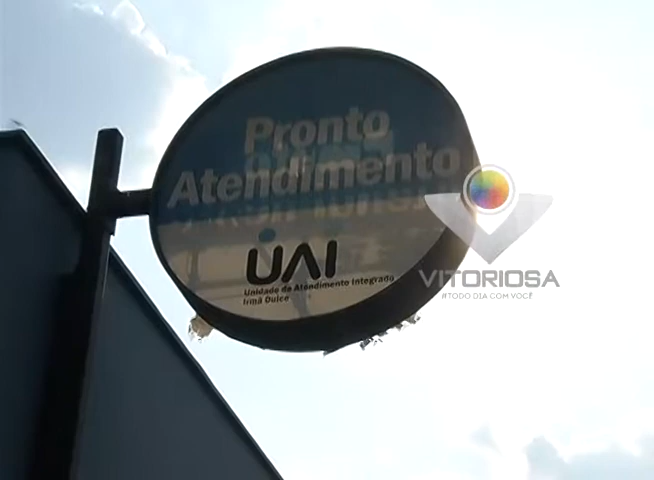 Pronto
Atendimento
UAI
Unidade de Atendimento Integrado
Irmã Dulce
VITORIOSA
#TODO DIA COM VOCÊ